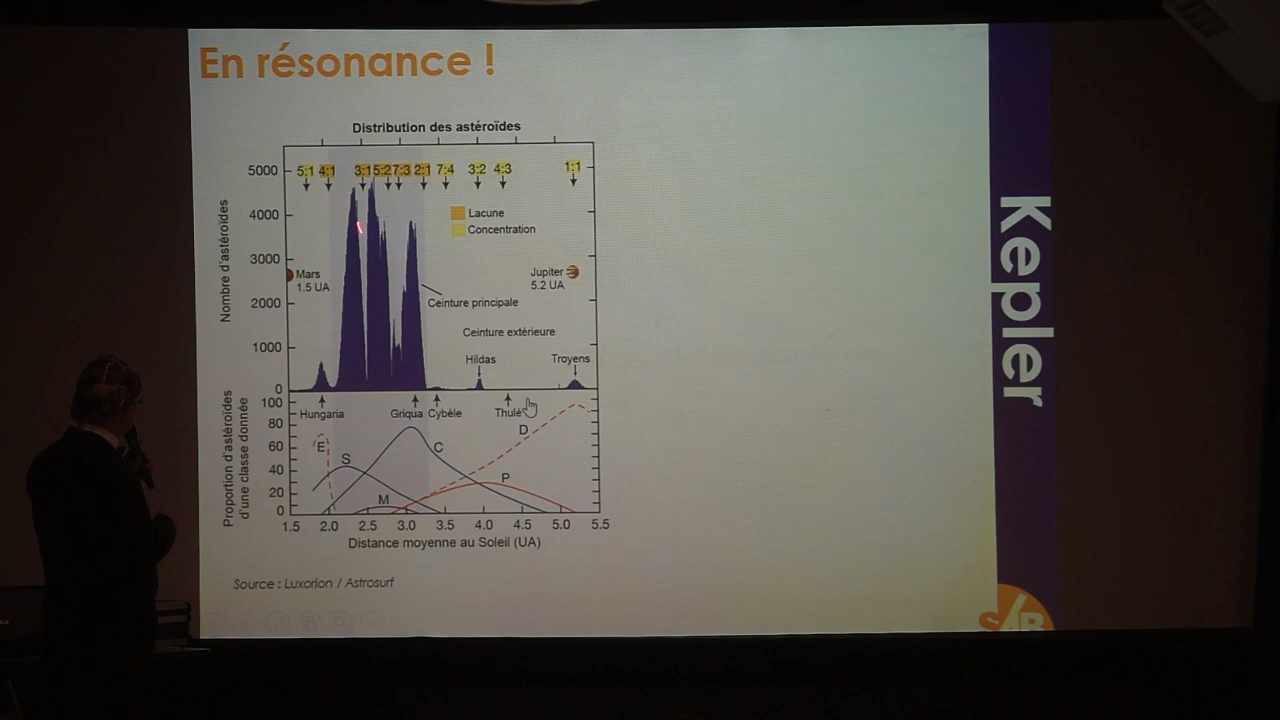 En résonance !
Distribution des astéroïdes
5:1 4:1 3:1 5:2 7:3 2:1 7:4 3:2 4:3 1:1
5000
4000
3000
2000
1000
0
Nombre d'astéroïdes
Lacune
Concentration
Mars
1.5 UA
Jupiter
5.2 UA
Ceinture principale
Ceinture extérieure
Hildas
Troyens
Hungaria
Griqua
Cybèle
Thulé
100
80
60
40
20
0
Proportion d'astéroïdes
d'une classe donnée
E
S
M
C
D
P
1.5 2.0 2.5 3.0 3.5 4.0 4.5 5.0 5.5
Distance moyenne au Soleil (UA)
Source : Luxorion / Astrosurf
Kepler